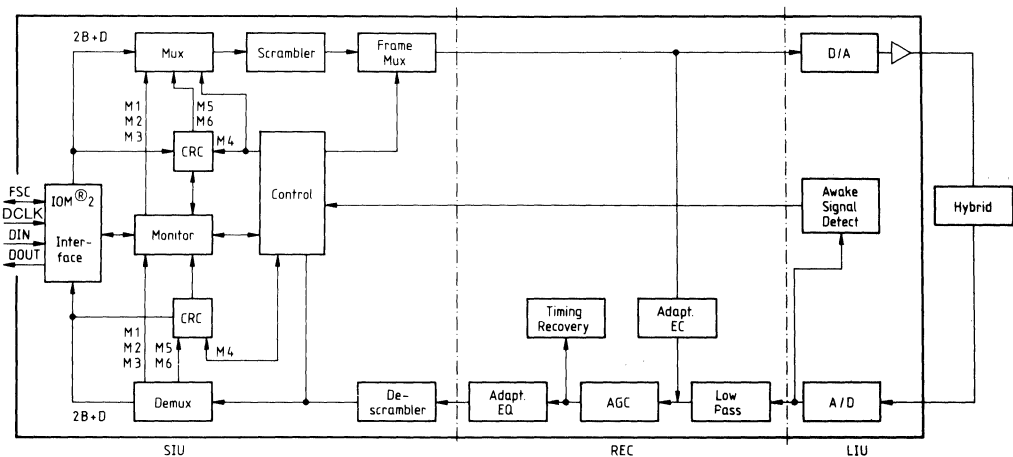 2B+D
Mux
Scrambler
Frame
Mux
D/A
M1
M2
M3
M5
M6
M4
CRC
Control
FSC
DCLK
DIN
DOUT
IOM®2
Inter-
face
Monitor
Awake
Signal
Detect
Hybrid
CRC
Timing
Recovery
Adapt.
EC
M1
M2
M3
M5
M6
M4
2B+D
Demux
De-
scrambler
Adapt.
EQ
AGC
Low
Pass
A/D
SIU
REC
LIU